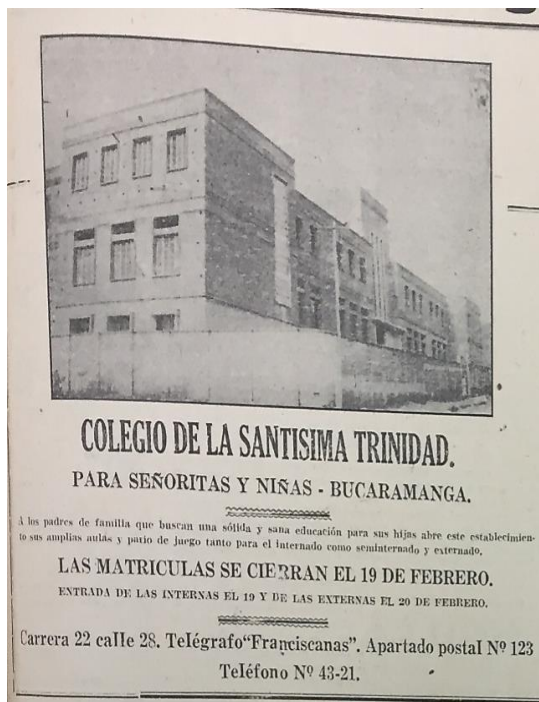 COLEGIO DE LA SANTISIMA TRINIDAD.
PARA SEÑORITAS Y NIÑAS - BUCARAMANGA.
A los padres de familia que buscan una sólida y sana educación para sus hijas abre este establecimien-
to sus amplias aulas y patio de juego tanto para el internado como seminternado y externado.
LAS MATRICULAS SE CIERRAN EL 19 DE FEBRERO.
ENTRADA DE LAS INTERNAS EL 19 Y DE LAS EXTERNAS EL 20 DE FEBRERO.
Carrera 22 calle 28. Telégrafo "Franciscanas". Apartado postal Nº 123
Teléfono Nº 43-21.